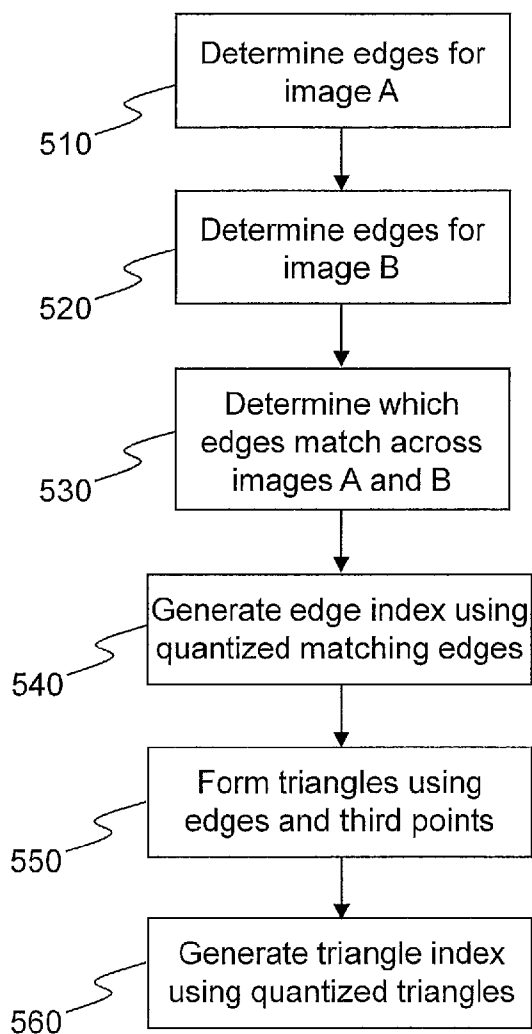 Determine edges for
image A
510
Determine edges for
image B
520
Determine which
edges match across
images A and B
530
Generate edge index using
quantized matching edges
540
Form triangles using
edges and third points
550
Generate triangle index
using quantized triangles
560